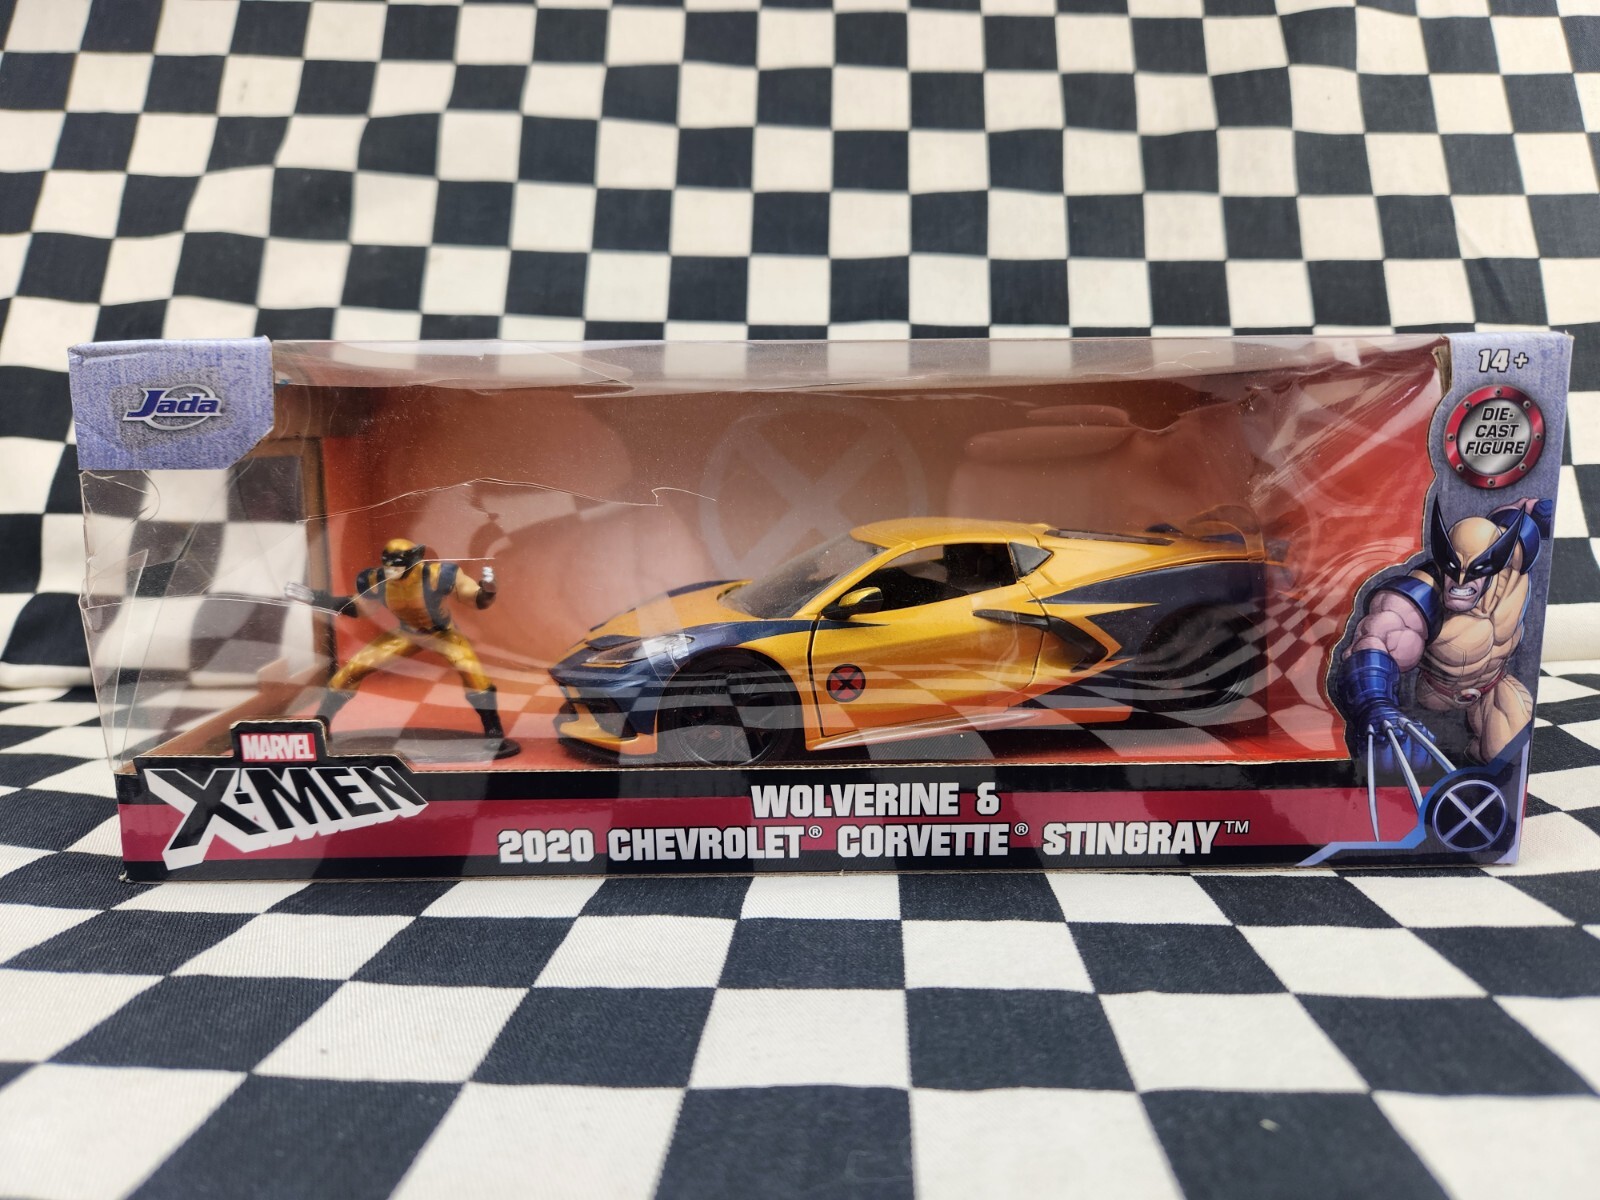 Jada
14+
DIE-
CAST
FIGURE
MARVEL
X-MEN
WOLVERINE &
2020 CHEVROLET® CORVETTE® STINGRAY™